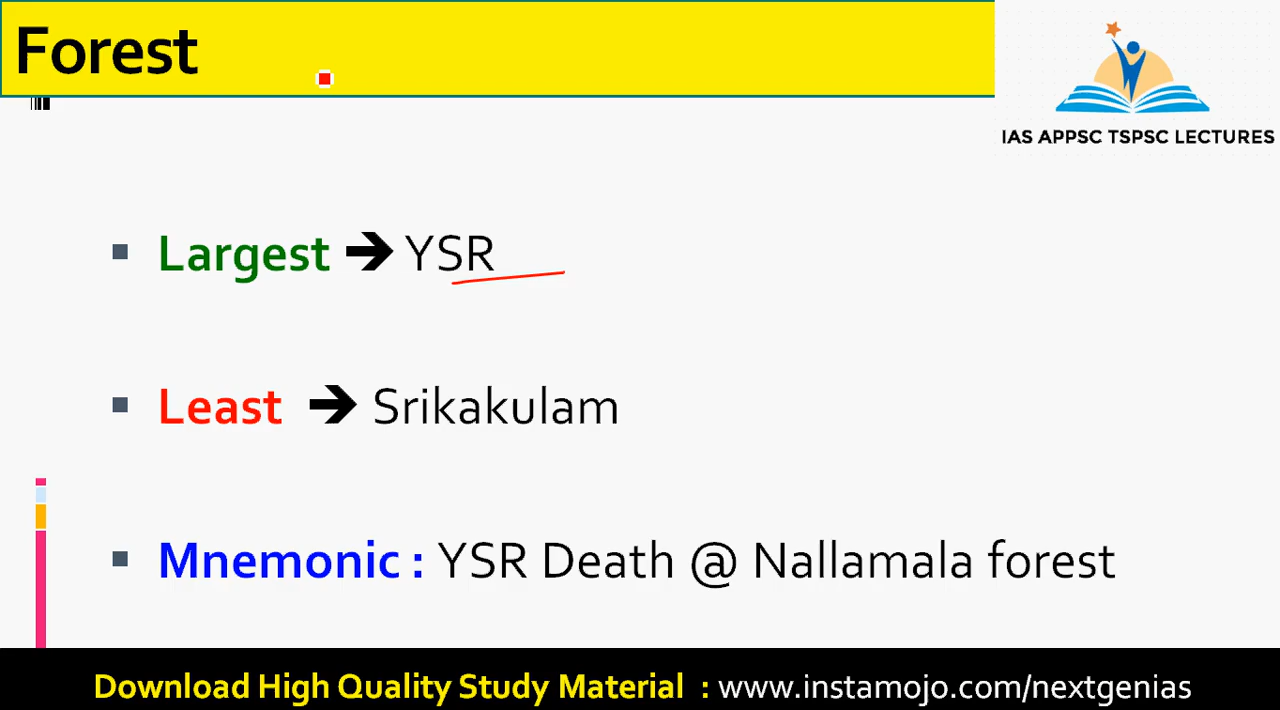 Forest
IAS APPSC TSPSC LECTURES
Largest ➔ YSR
Least ➔ Srikakulam
Mnemonic : YSR Death @ Nallamala forest
Download High Quality Study Material : www.instamojo.com/nextgenias